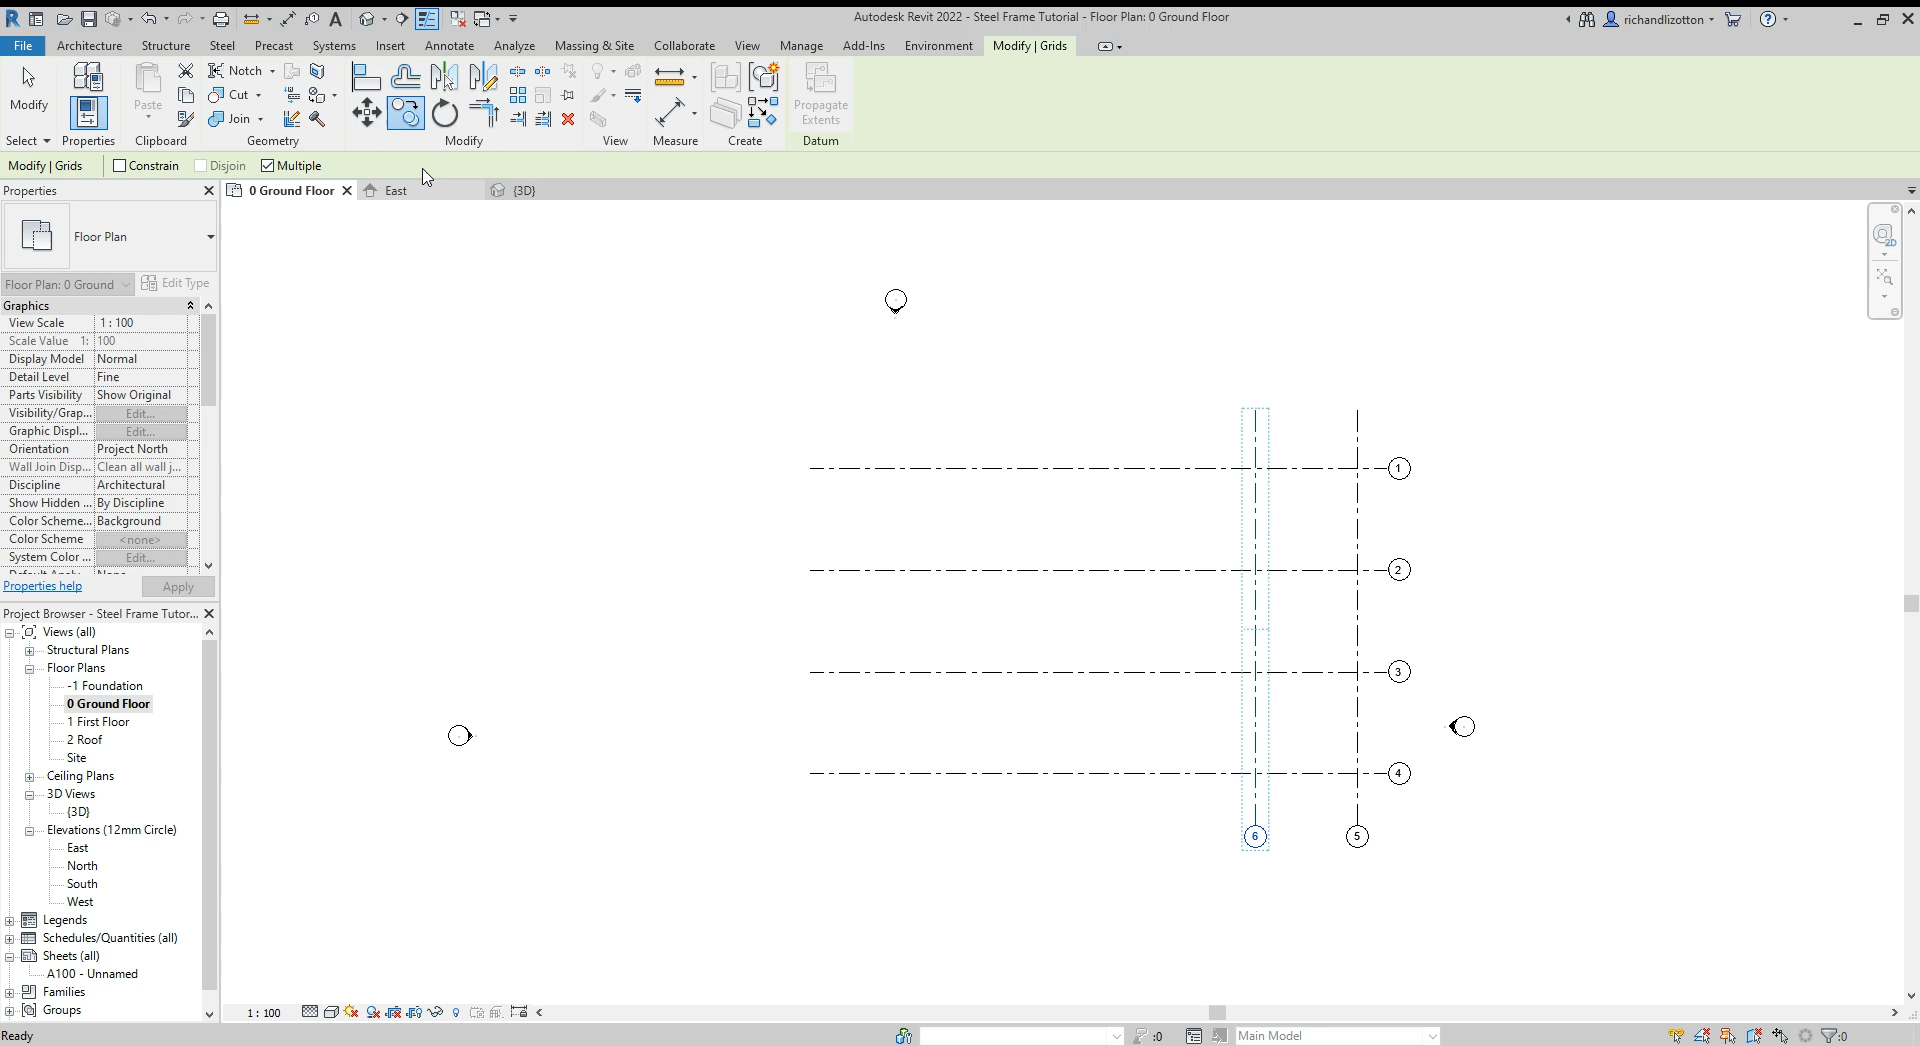 Autodesk Revit 2022 - Steel Frame Tutorial - Floor Plan: 0 Ground Floor
richandlizotton
File Architecture Structure Steel Precast Systems Insert Annotate Analyze Massing & Site Collaborate View Manage Add-Ins Environment Modify | Grids
Modify
Paste
Notch
Cut
Join
Propagate
Extents
Select Properties Clipboard Geometry Modify View Measure Create Datum
Modify | Grids Constrain Disjoin Multiple
Properties
0 Ground Floor East {3D}
Floor Plan
Floor Plan: 0 Ground Edit Type
Graphics
View Scale 1 : 100
Scale Value 1: 100
Display Model Normal
Detail Level Fine
Parts Visibility Show Original
Visibility/Grap... Edit...
Graphic Displ... Edit...
Orientation Project North
Wall Join Disp... Clean all wall j...
Discipline Architectural
Show Hidden ... By Discipline
Color Scheme... Background
Color Scheme <none>
System Color ... Edit...
Properties help Apply
Project Browser - Steel Frame Tutor...
Views (all)
Structural Plans
Floor Plans
-1 Foundation
0 Ground Floor
1 First Floor
2 Roof
Site
Ceiling Plans
3D Views
{3D}
Elevations (12mm Circle)
East
North
South
West
Legends
Schedules/Quantities (all)
Sheets (all)
A100 - Unnamed
Families
Groups
2D
1
2
3
4
6 5
1 : 100
Ready
:0
Main Model
:0